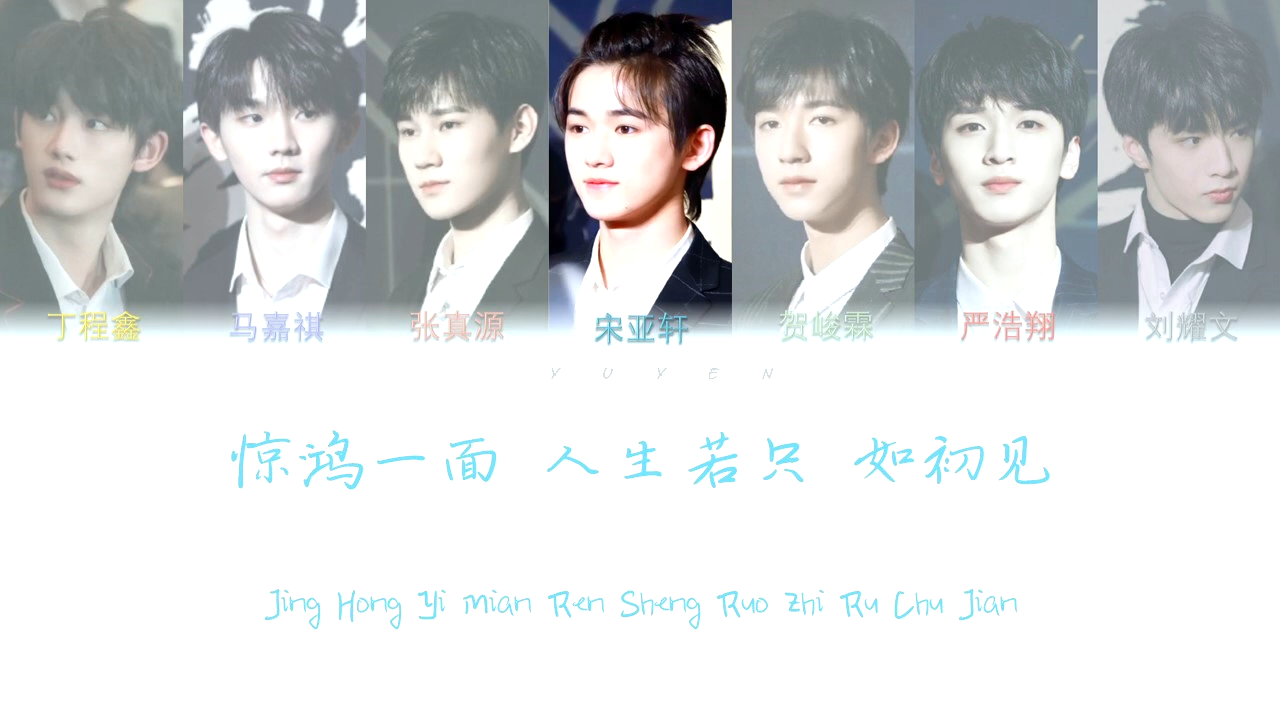 丁程鑫 马嘉祺 张真源 宋亚轩 贺峻霖 严浩翔 刘耀文
YUYEN
惊鸿一面 人生若只 如初见
Jing Hong Yi Mian Ren Sheng Ruo Zhi Ru Chu Jian